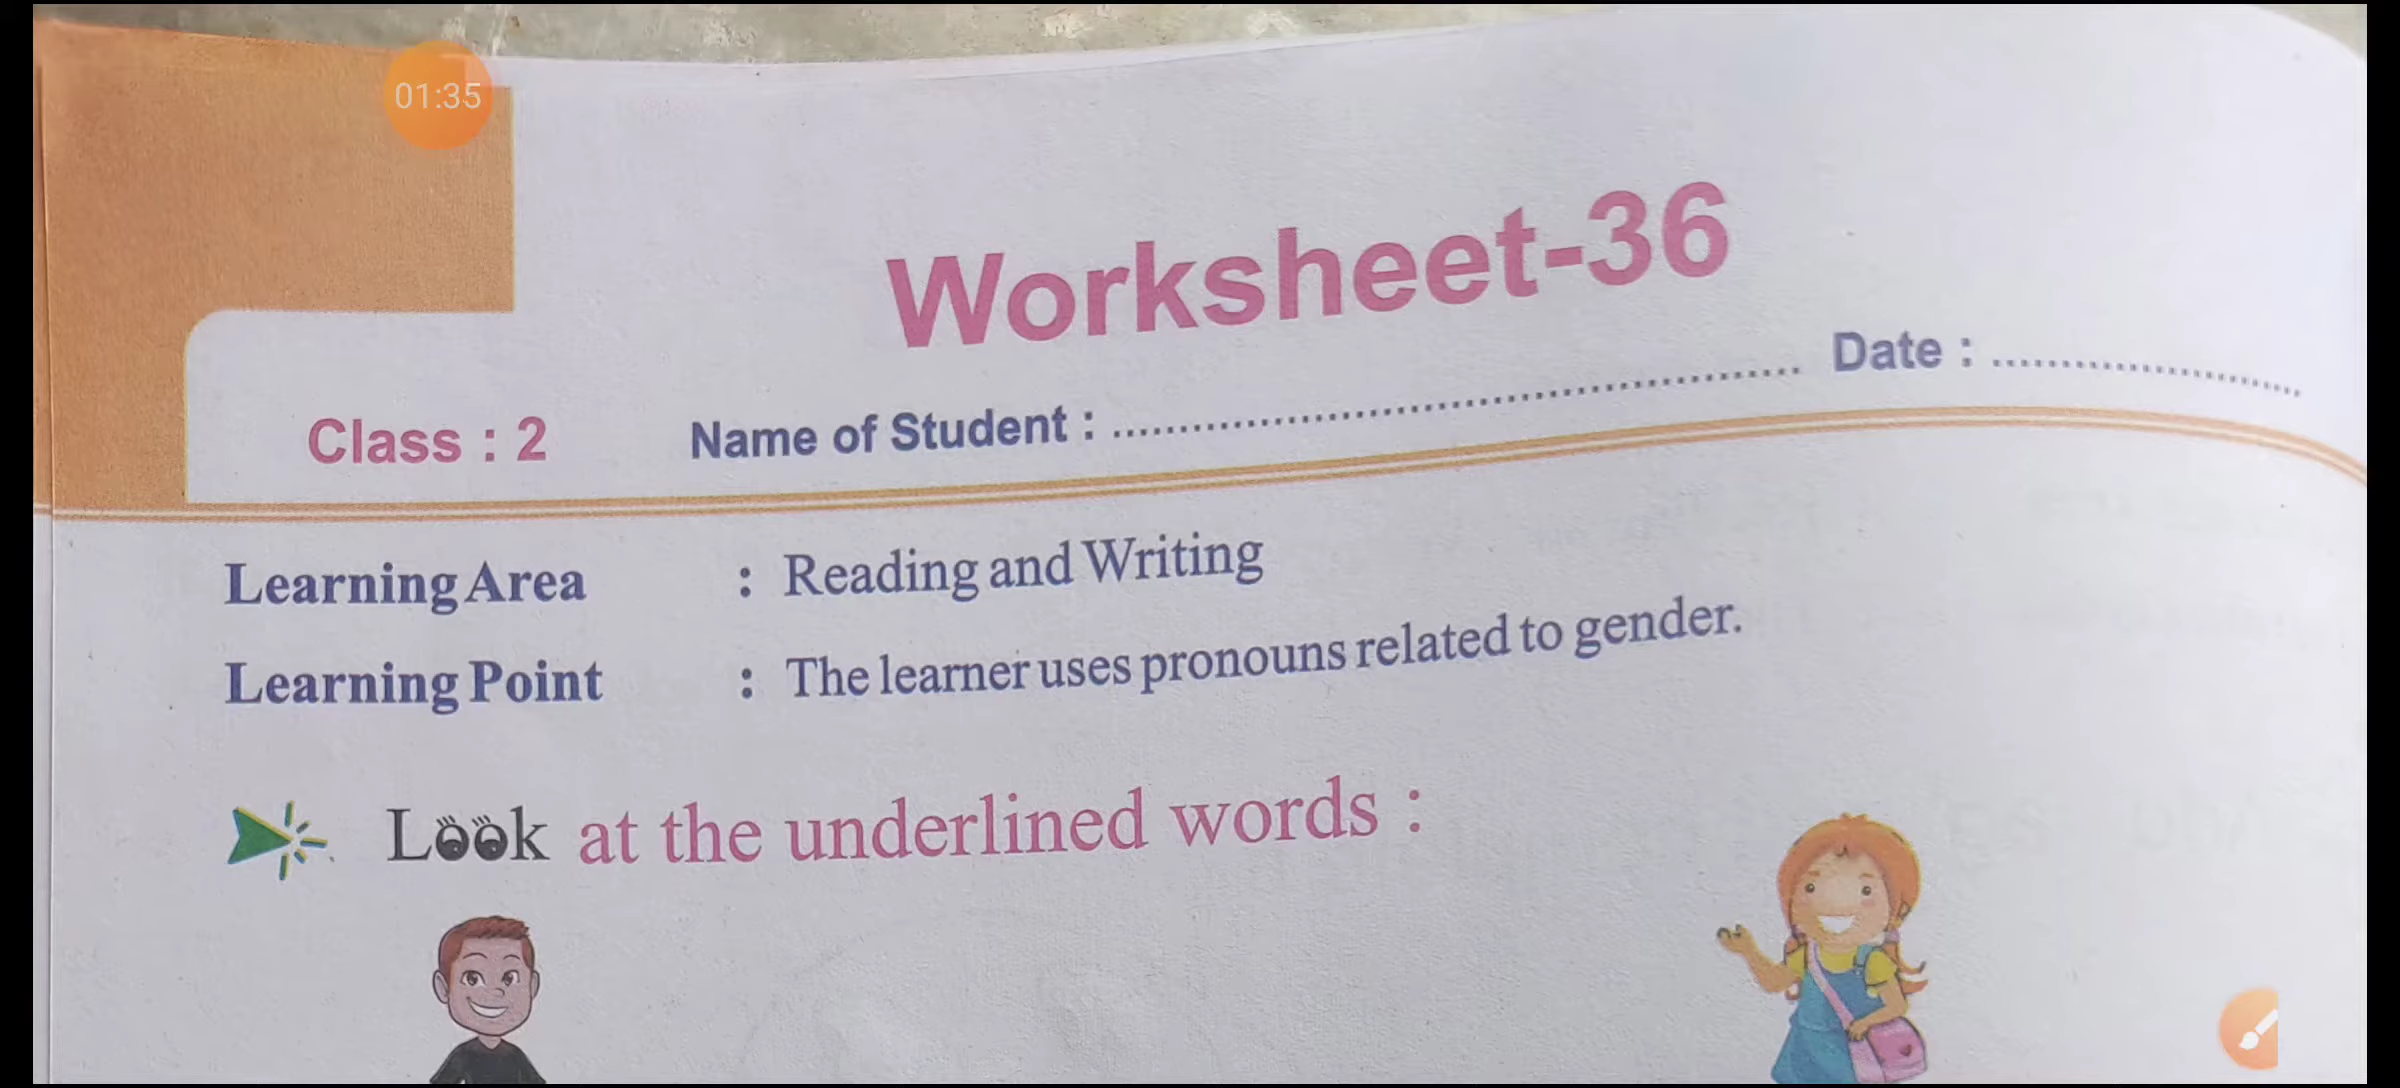 01:35
Worksheet-36
Class : 2 Name of Student : ........................................ Date : ........................
Learning Area : Reading and Writing
Learning Point : The learner uses pronouns related to gender.
Look at the underlined words :